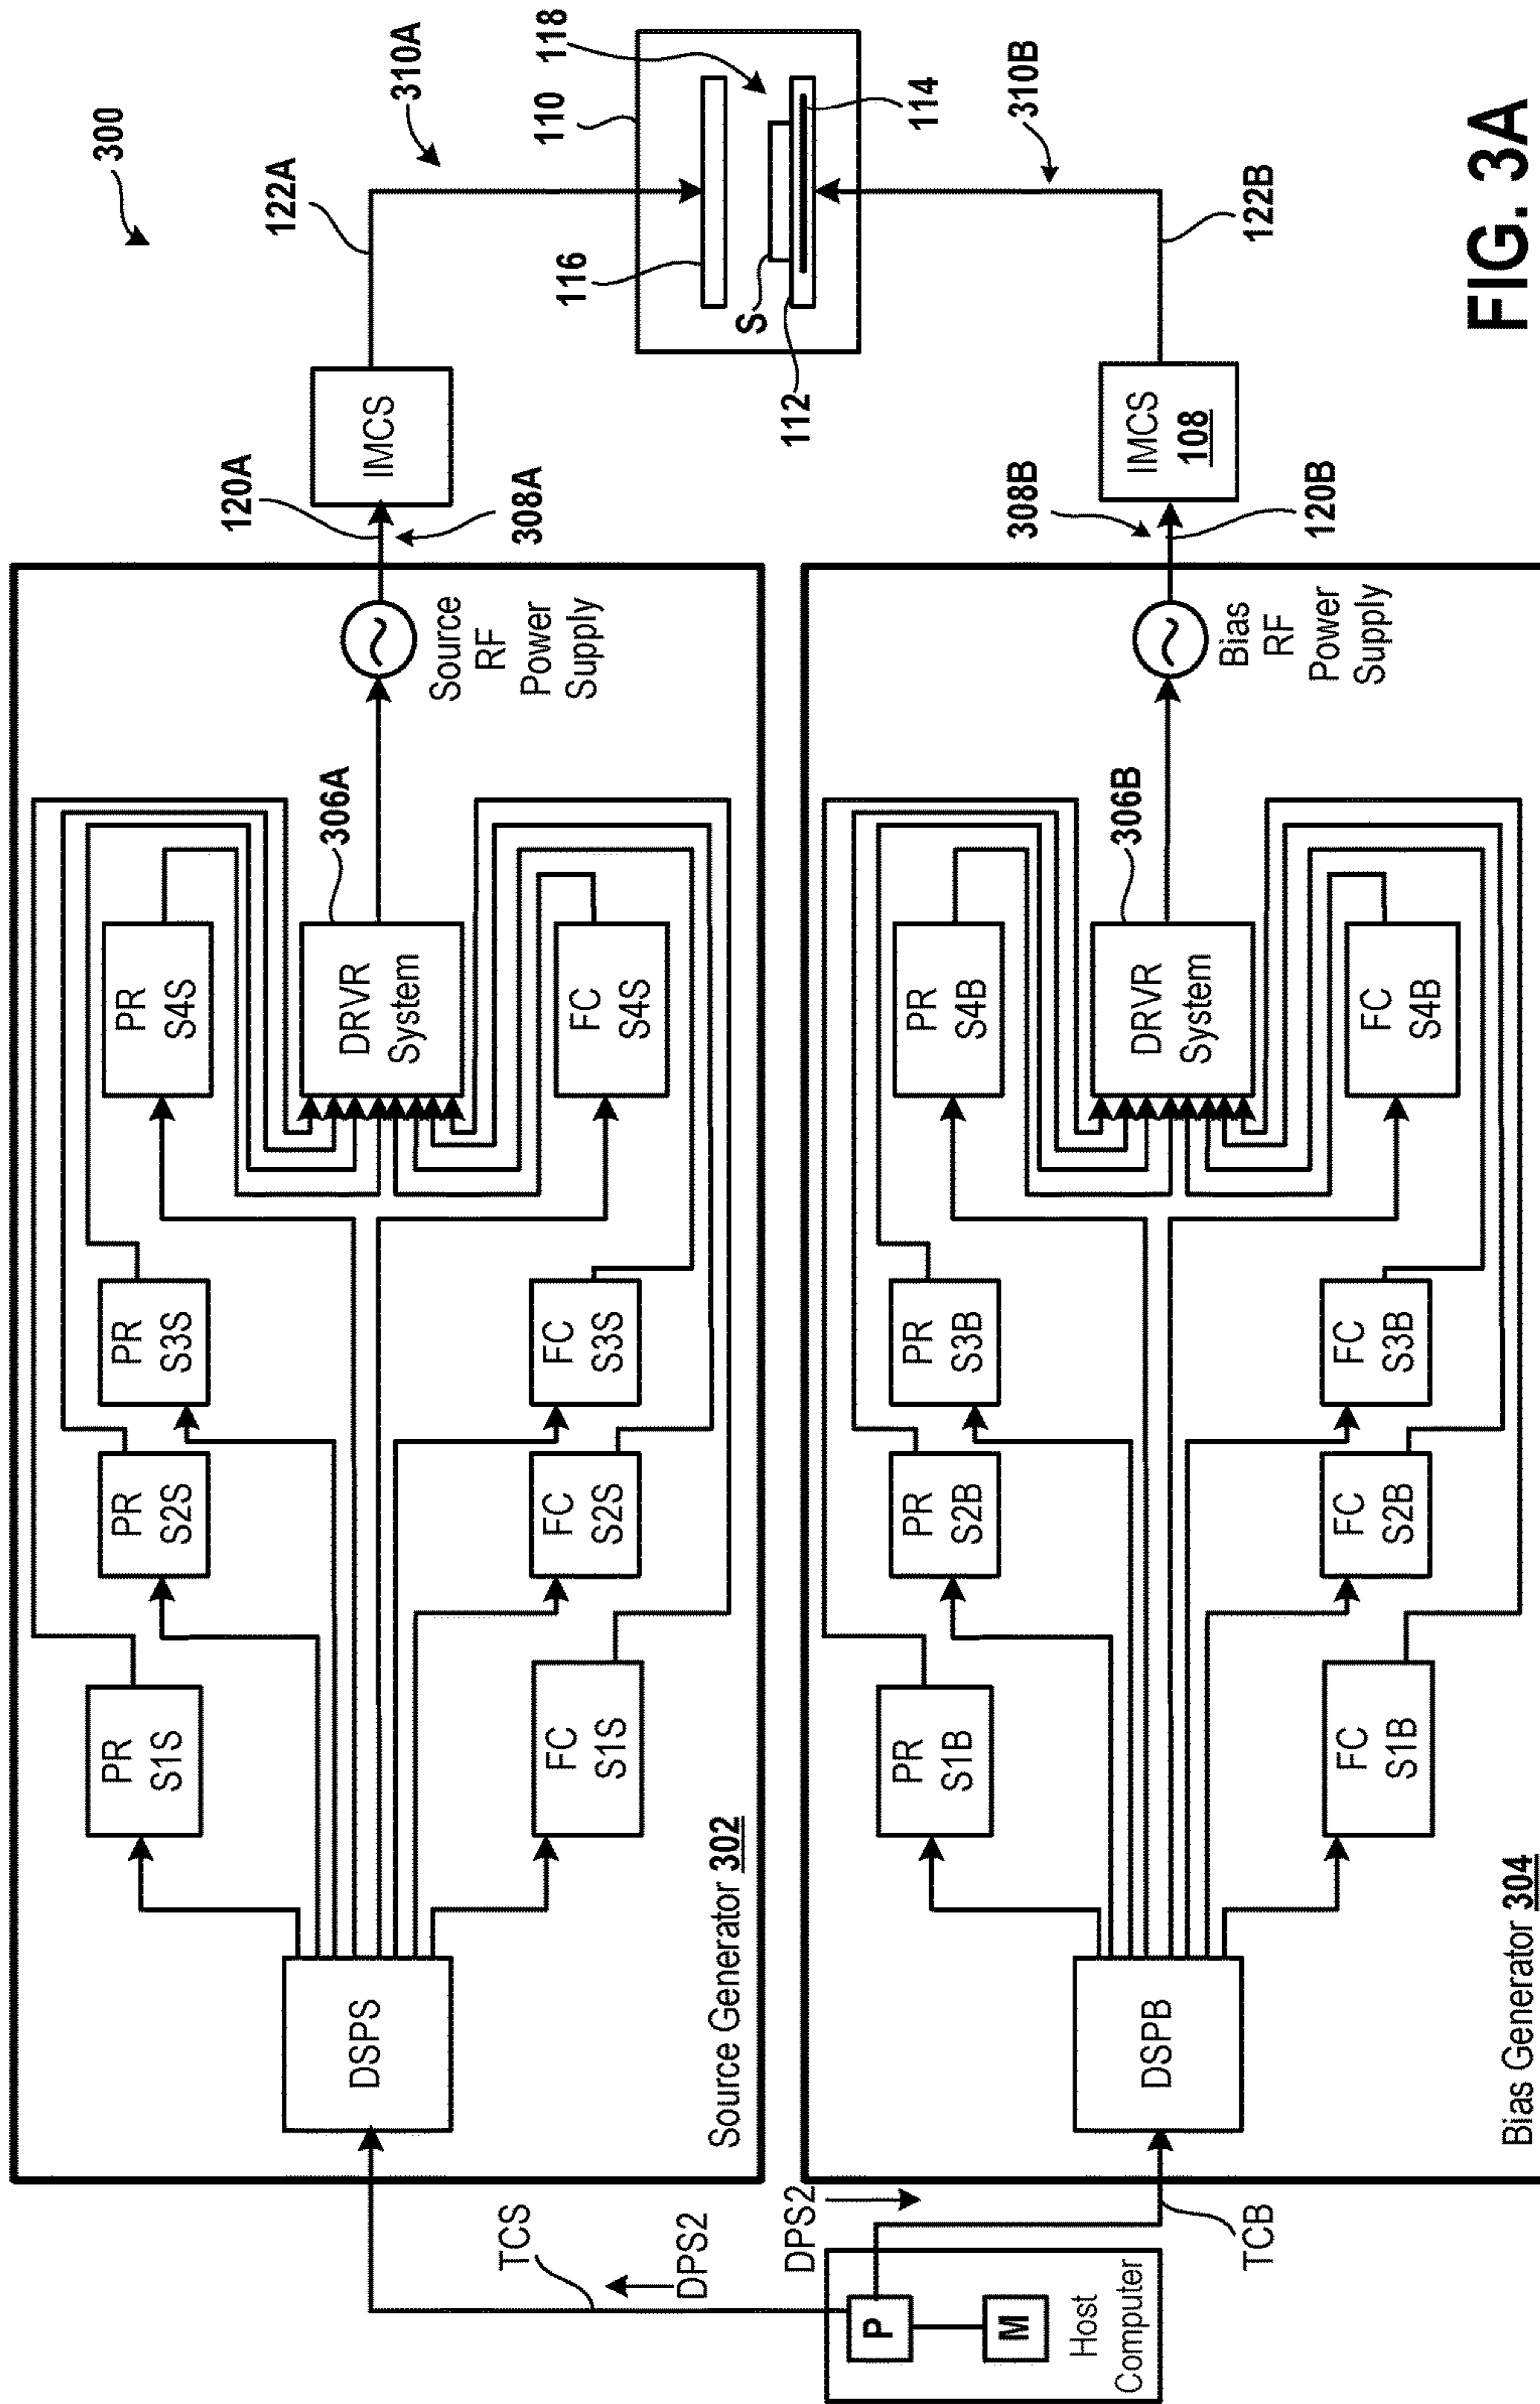 300
Host
Computer
P
M
TCS
DPS2
DPS2
TCB
Source Generator 302
DSPS
PR
S1S
PR
S2S
PR
S3S
PR
S4S
FC
S1S
FC
S2S
FC
S3S
FC
S4S
DRVR
System
306A
Source
RF
Power
Supply
120A
308A
IMCS
122A
310A
110
118
116
S
112
114
310B
122B
Bias Generator 304
DSPB
PR
S1B
PR
S2B
PR
S3B
PR
S4B
FC
S1B
FC
S2B
FC
S3B
FC
S4B
DRVR
System
306B
Bias
RF
Power
Supply
308B
120B
IMCS
108
FIG. 3A